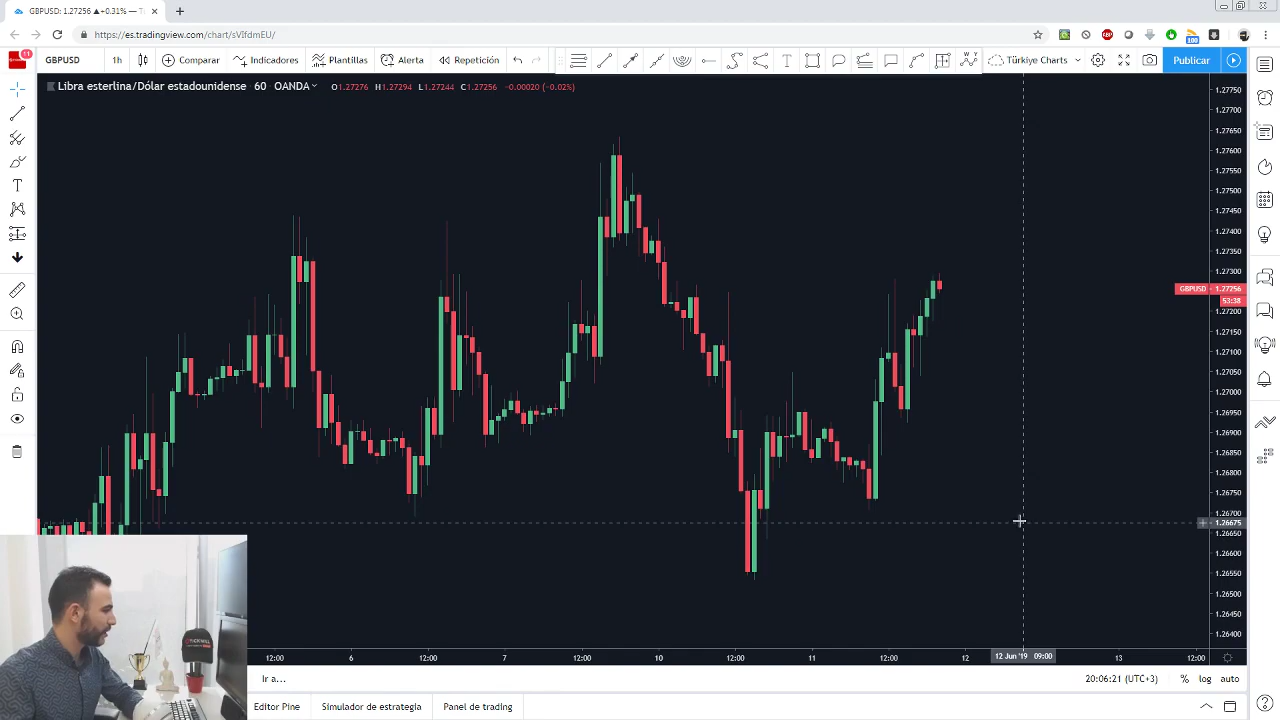 GBPUSD: 1.27256 ▲+0.31% — T
https://es.tradingview.com/chart/sVIfdmEU/
ABP
100
11
GBPUSD
1h
Comparar
Indicadores
Plantillas
Alerta
Repetición
Türkiye Charts
Publicar
Libra esterlina/Dólar estadounidense 60 OANDA
O1.27276 H1.27294 L1.27244 C1.27256 -0.00020 (-0.02%)
1.27750
1.27700
1.27650
1.27600
1.27550
1.27500
1.27450
1.27400
1.27350
1.27300
GBPUSD 1.27256
53:38
1.27200
1.27150
1.27100
1.27050
1.27000
1.26950
1.26900
1.26850
1.26800
1.26750
1.26700
1.26675
1.26650
1.26600
1.26550
1.26500
1.26450
1.26400
RICKWILL
12:00
6
12:00
7
12:00
10
12:00
11
12:00
12
12 Jun '19 09:00
13
12:00
Ir a...
20:06:21 (UTC+3)
%
log
auto
Editor Pine
Simulador de estrategia
Panel de trading